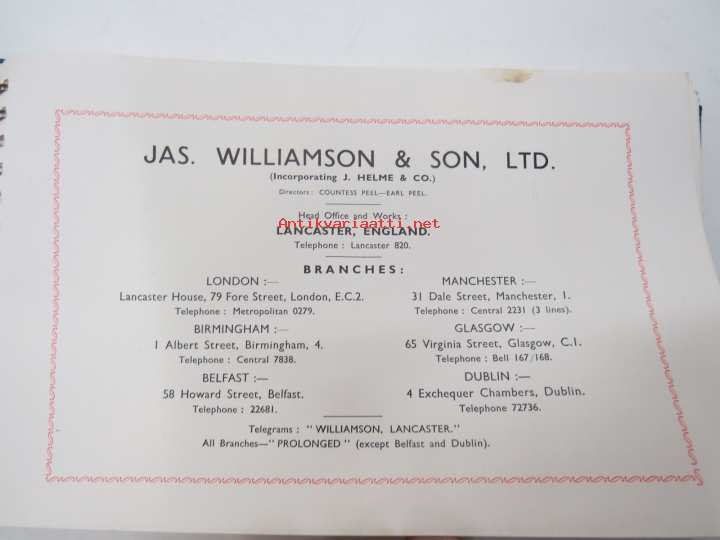 JAS. WILLIAMSON & SON, LTD.
(Incorporating J. HELME & CO.)
Directors: COUNTESS PEEL—EARL PEEL.
Head Office and Works:
Antikvariaatti.net
LANCASTER, ENGLAND.
Telephone : Lancaster 820.
BRANCHES:
LONDON :—
Lancaster House, 79 Fore Street, London, E.C.2.
Telephone : Metropolitan 0279.
MANCHESTER :—
31 Dale Street, Manchester, 1.
Telephone : Central 2231 (3 lines).
BIRMINGHAM :—
1 Albert Street, Birmingham, 4.
Telephone : Central 7838.
GLASGOW :—
65 Virginia Street, Glasgow, C.1.
Telephone : Bell 167/168.
BELFAST :—
58 Howard Street, Belfast.
Telephone : 22681.
DUBLIN :—
4 Exchequer Chambers, Dublin.
Telephone 72736.
Telegrams : "WILLIAMSON, LANCASTER."
All Branches—"PROLONGED" (except Belfast and Dublin).